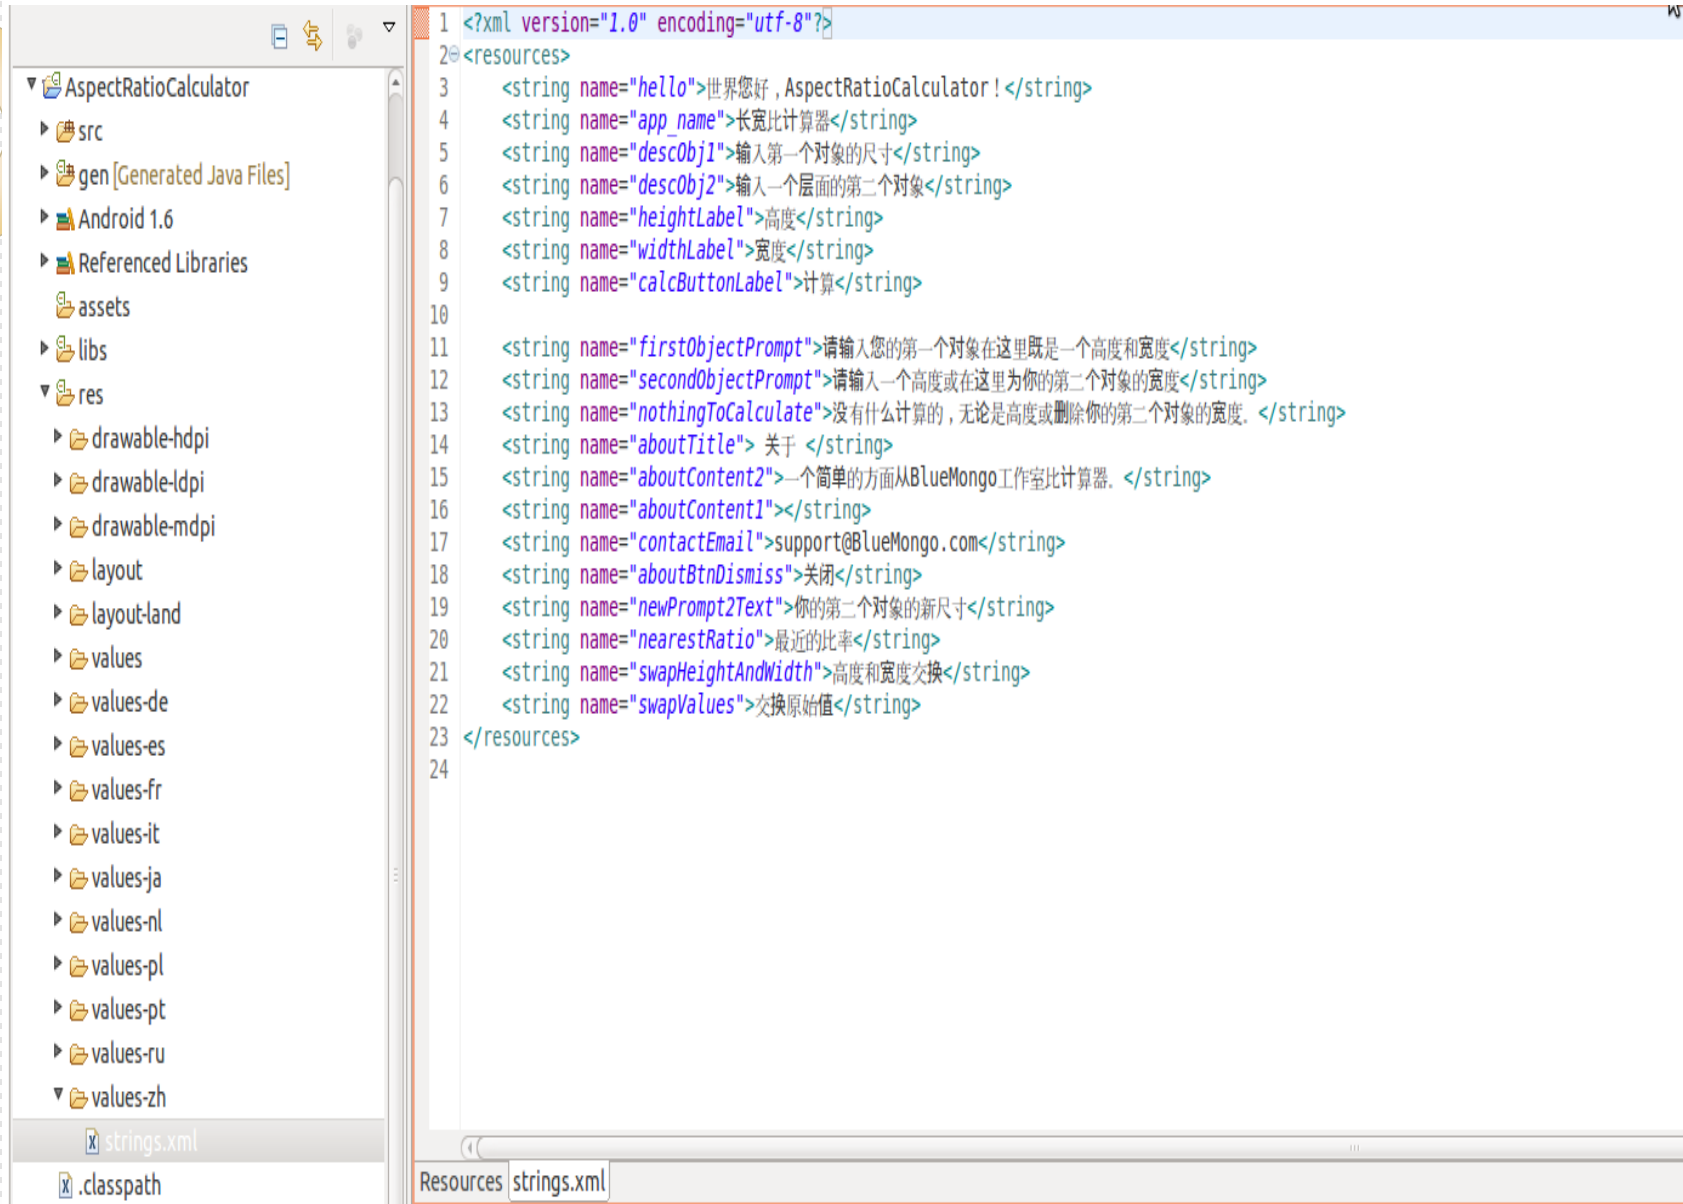 AspectRatioCalculator
src
gen [Generated Java Files]
Android 1.6
Referenced Libraries
assets
libs
res
drawable-hdpi
drawable-ldpi
drawable-mdpi
layout
layout-land
values
values-de
values-es
values-fr
values-it
values-ja
values-nl
values-pl
values-pt
values-ru
values-zh
strings.xml
.classpath
1 <?xml version="1.0" encoding="utf-8"?>
2 <resources>
3 <string name="hello">世界您好，AspectRatioCalculator！</string>
4 <string name="app_name">长宽比计算器</string>
5 <string name="descObj1">输入第一个对象的尺寸</string>
6 <string name="descObj2">输入一个层面的第二个对象</string>
7 <string name="heightLabel">高度</string>
8 <string name="widthLabel">宽度</string>
9 <string name="calcButtonLabel">计算</string>
10
11 <string name="firstObjectPrompt">请输入您的第一个对象在这里既是一个高度和宽度</string>
12 <string name="secondObjectPrompt">请输入一个高度或在这里为你的第二个对象的宽度</string>
13 <string name="nothingToCalculate">没有什么计算的，无论是高度或删除你的第二个对象的宽度。</string>
14 <string name="aboutTitle"> 关于 </string>
15 <string name="aboutContent2">一个简单的方面从BlueMongo工作室比计算器。</string>
16 <string name="aboutContent1"></string>
17 <string name="contactEmail">support@BlueMongo.com</string>
18 <string name="aboutBtnDismiss">关闭</string>
19 <string name="newPrompt2Text">你的第二个对象的新尺寸</string>
20 <string name="nearestRatio">最近的比率</string>
21 <string name="swapHeightAndWidth">高度和宽度交换</string>
22 <string name="swapValues">交换原始值</string>
23 </resources>
24
Resources strings.xml